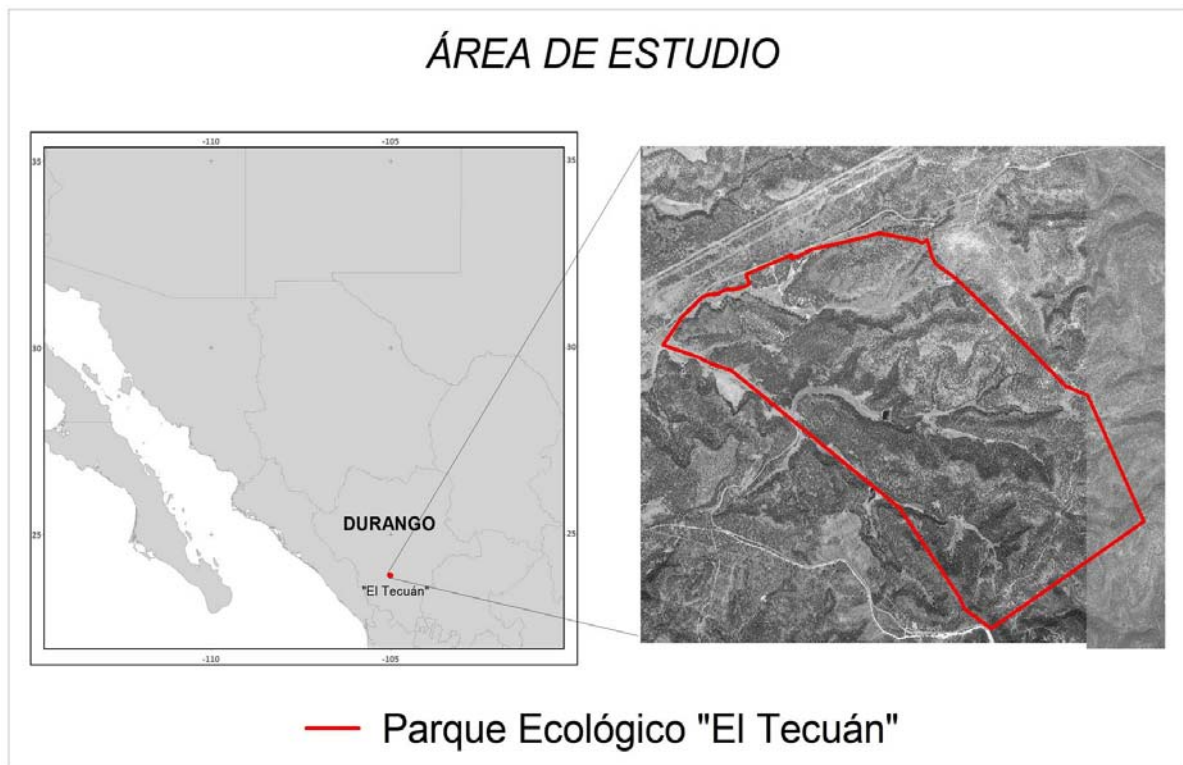 ÁREA DE ESTUDIO
-110 -105
35 35
30 30
DURANGO
25 25
"El Tecuán"
-110 -105
Parque Ecológico "El Tecuán"